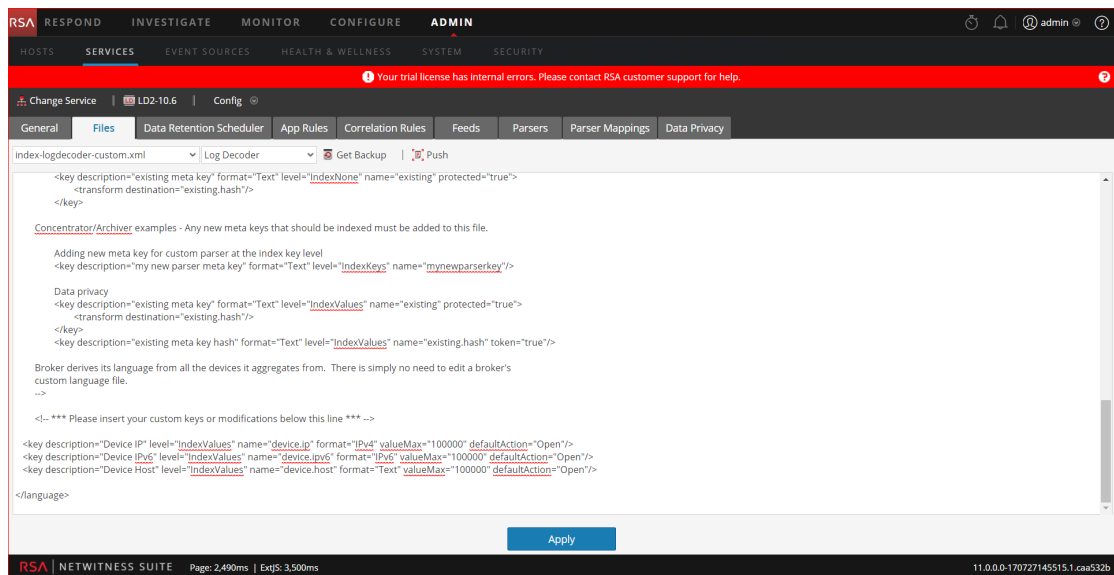 RSA RESPOND INVESTIGATE MONITOR CONFIGURE ADMIN admin
HOSTS SERVICES EVENT SOURCES HEALTH & WELLNESS SYSTEM SECURITY
Your trial license has internal errors. Please contact RSA customer support for help.
Change Service | LD LD2-10.6 | Config
General Files Data Retention Scheduler App Rules Correlation Rules Feeds Parsers Parser Mappings Data Privacy
index-logdecoder-custom.xml Log Decoder Get Backup | Push
<key description="existing meta key" format="Text" level="IndexNone" name="existing" protected="true">
<transform destination="existing.hash"/>
</key>
Concentrator/Archiver examples - Any new meta keys that should be indexed must be added to this file.
Adding new meta key for custom parser at the index key level
<key description="my new parser meta key" format="Text" level="IndexKeys" name="mynewparserkey"/>
Data privacy
<key description="existing meta key" format="Text" level="IndexValues" name="existing" protected="true">
<transform destination="existing.hash"/>
</key>
<key description="existing meta key hash" format="Text" level="IndexValues" name="existing.hash" token="true"/>
Broker derives its language from all the devices it aggregates from. There is simply no need to edit a broker's
custom language file.
-->
<!-- *** Please insert your custom keys or modifications below this line *** -->
<key description="Device IP" level="IndexValues" name="device.ip" format="IPv4" valueMax="100000" defaultAction="Open"/>
<key description="Device IPv6" level="IndexValues" name="device.ipv6" format="IPv6" valueMax="100000" defaultAction="Open"/>
<key description="Device Host" level="IndexValues" name="device.host" format="Text" valueMax="100000" defaultAction="Open"/>
</language>
Apply
RSA | NETWITNESS SUITE Page: 2,490ms | ExtJS: 3,500ms 11.0.0.0-170727145515.1.caa532b